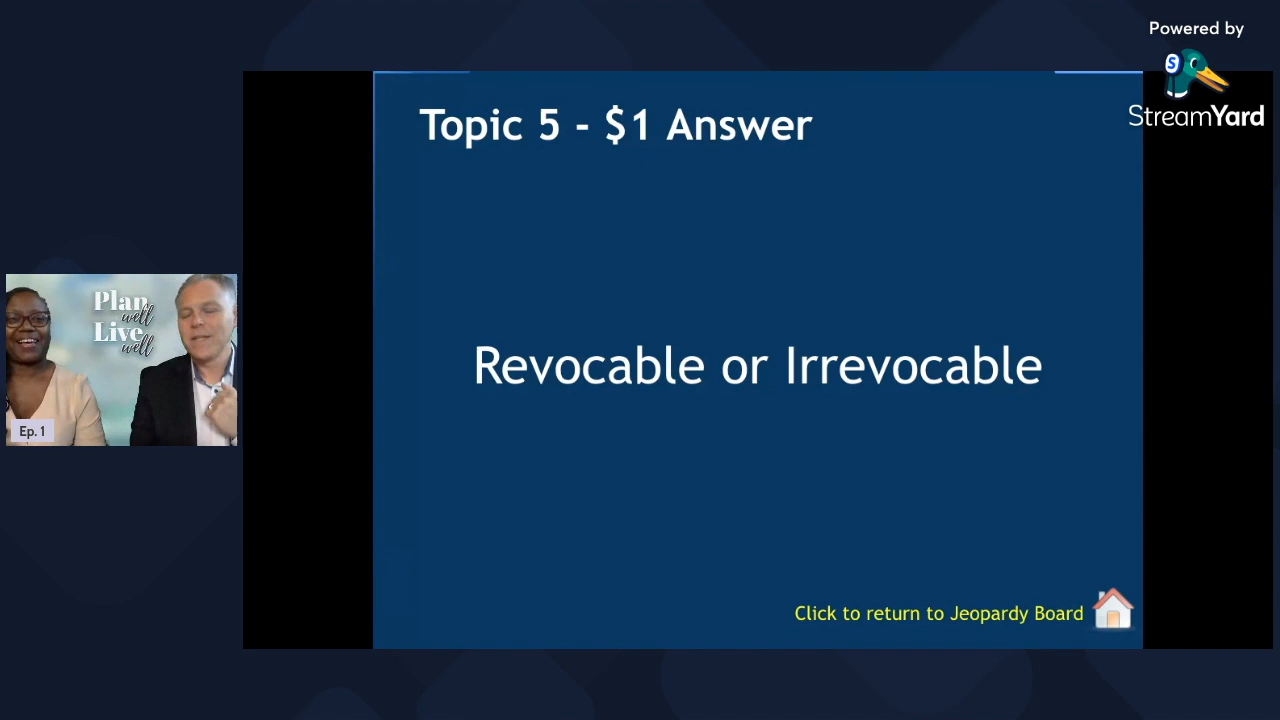 Powered by
S
StreamYard
Topic 5 - $1 Answer
Plan
well
Live
well
Ep. 1
Revocable or Irrevocable
Click to return to Jeopardy Board